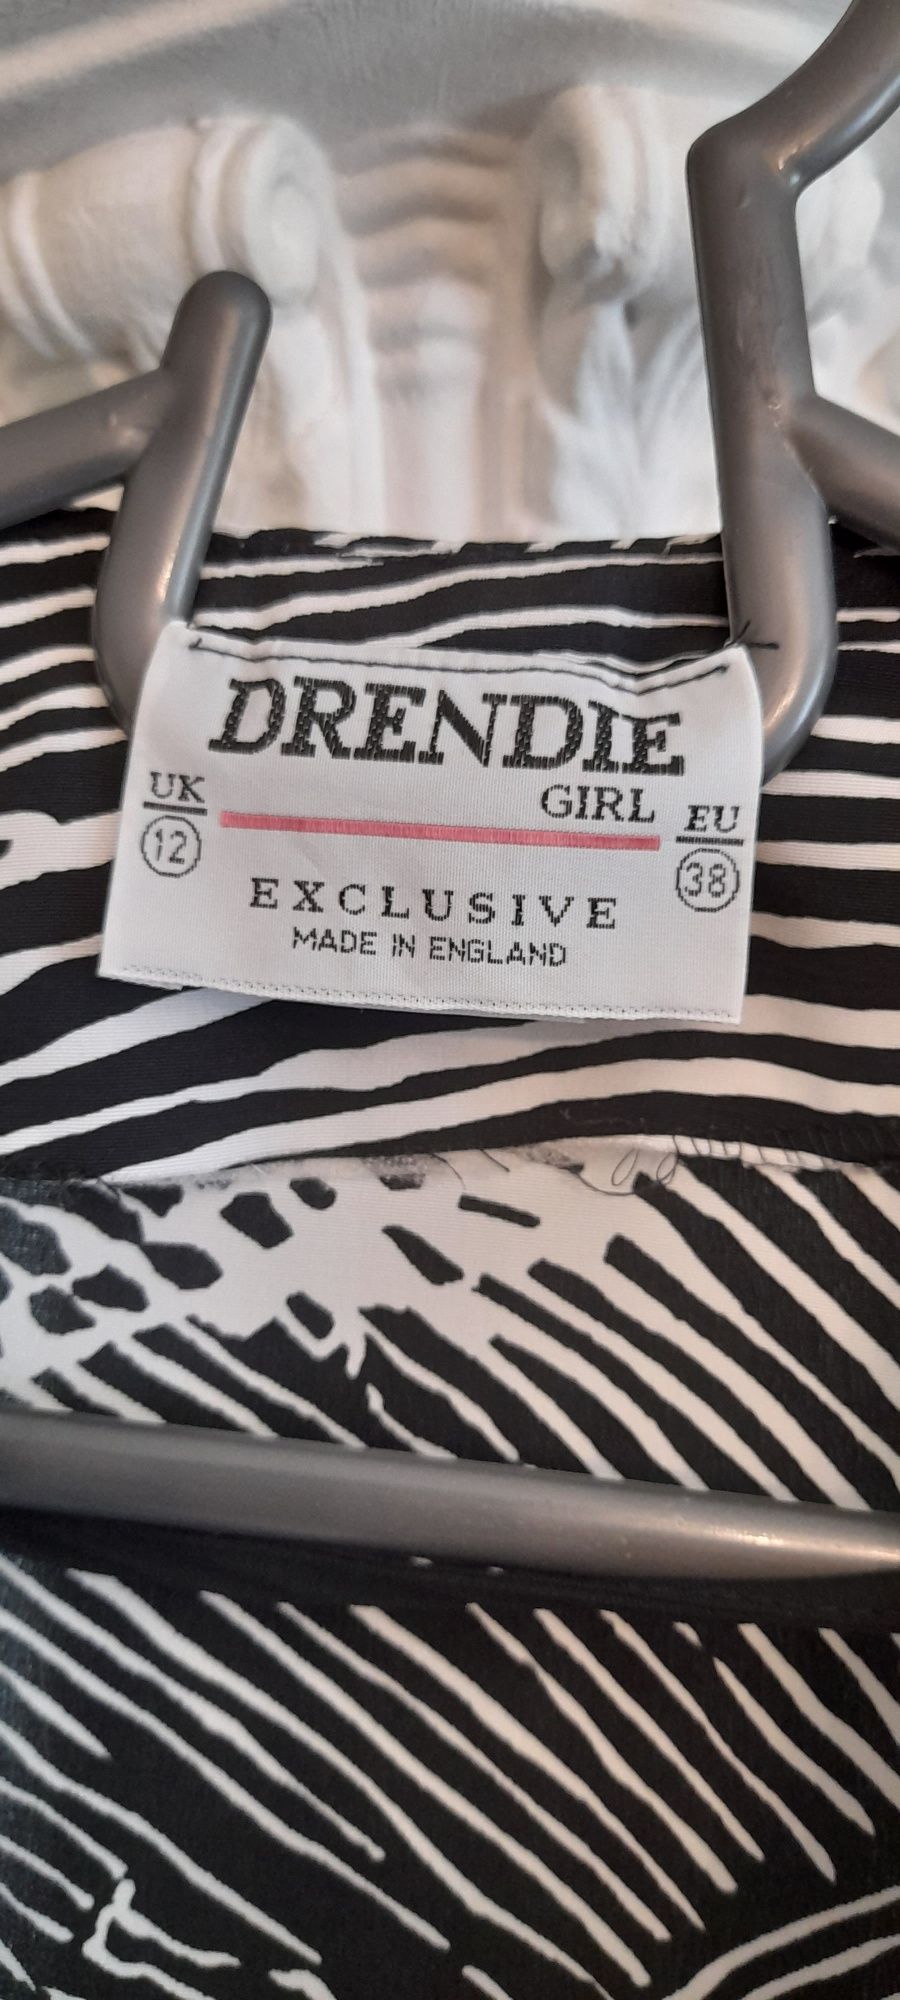 DRENDIE
GIRL
UK
12
EU
38
EXCLUSIVE
MADE IN ENGLAND